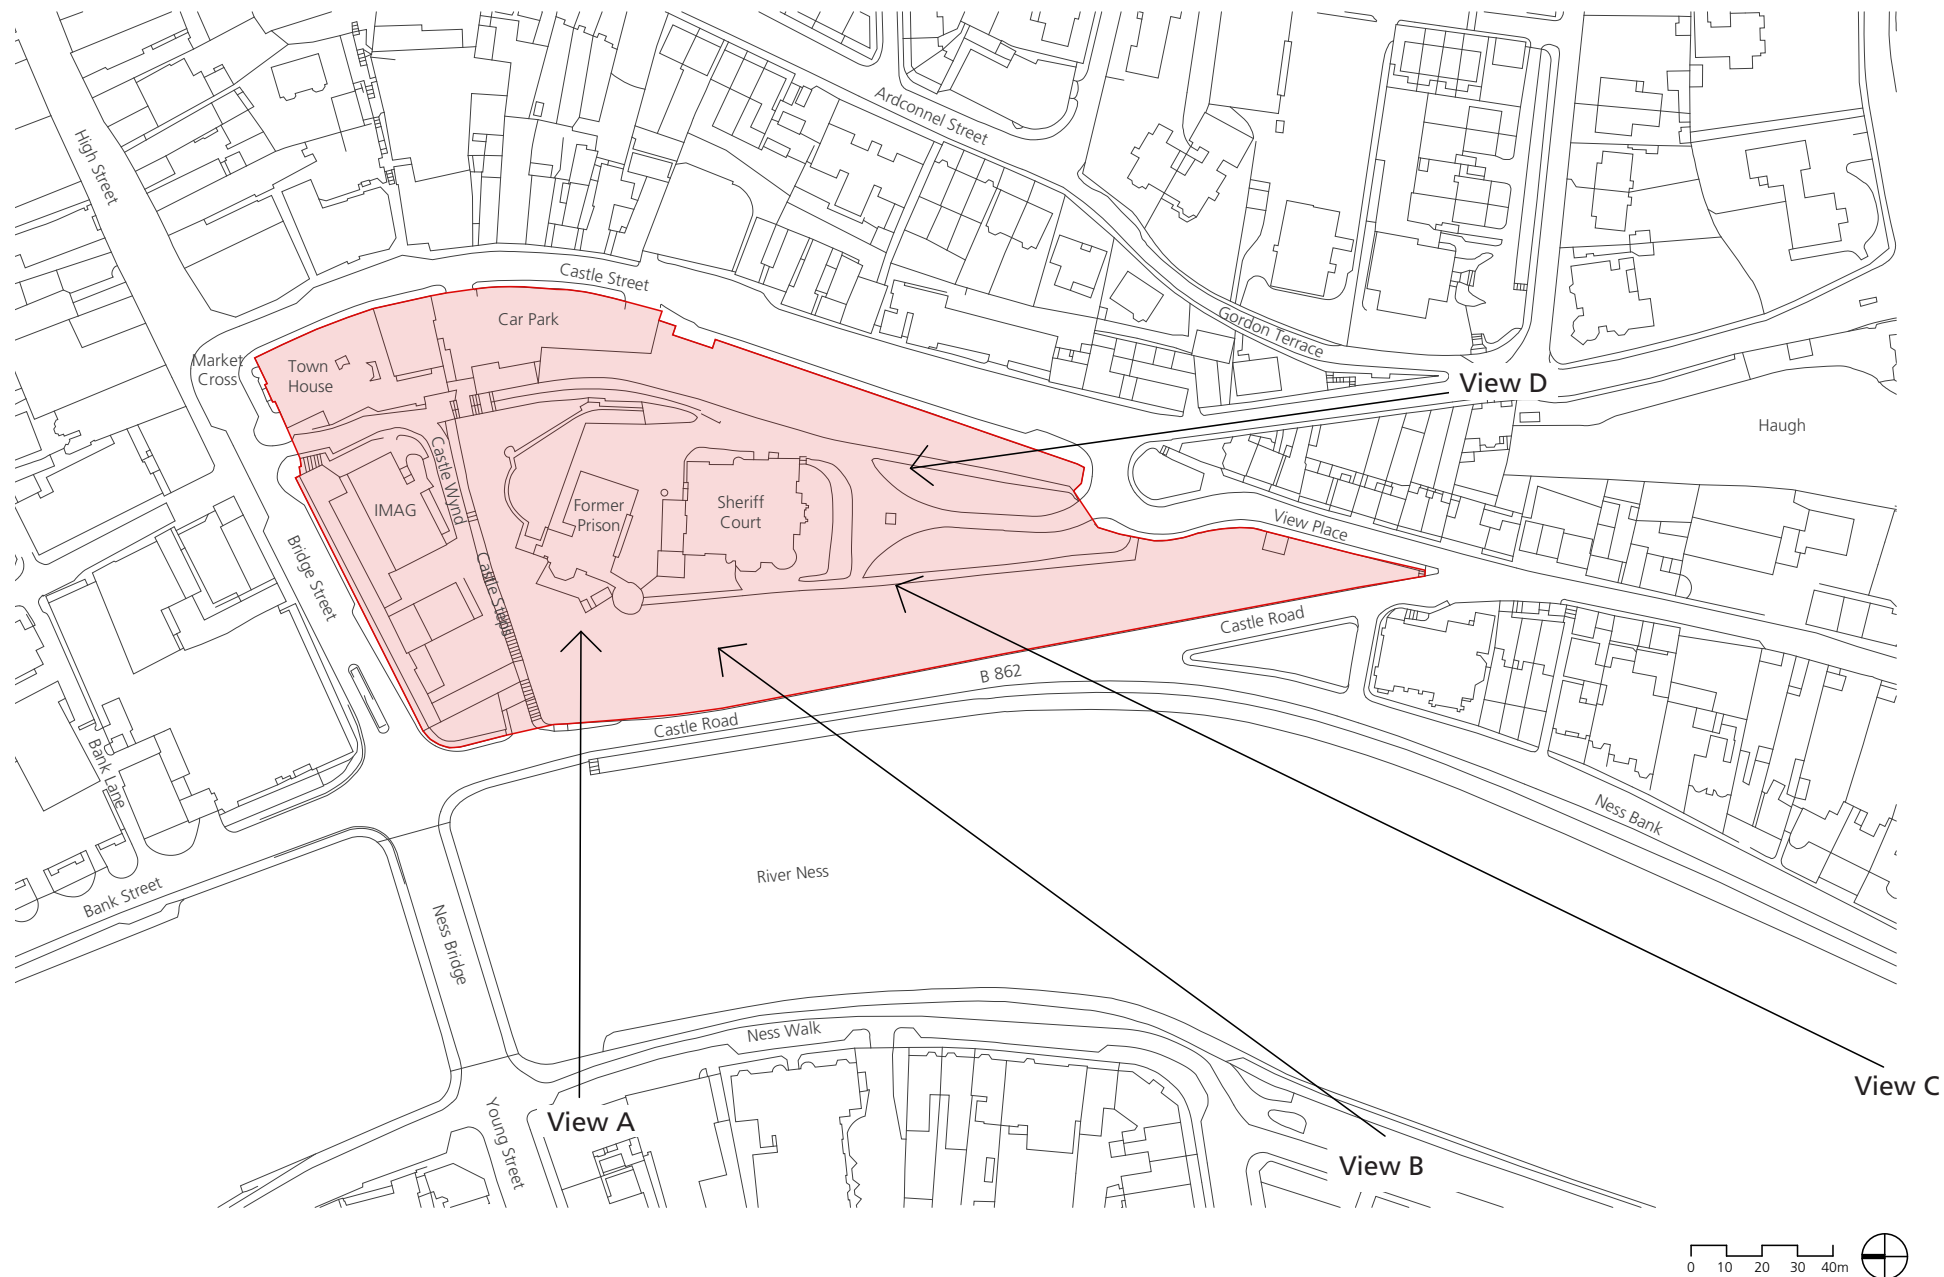 Ardconnel Street
High Street
Castle Street
Car Park
Gordon Terrace
Market
Cross
Town
House
View D
Haugh
Castle Wynd
IMAG
Former
Prison
Sheriff
Court
View Place
Bridge Street
Castle Steps
Castle Road
B 862
Castle Road
Bank Lane
Ness Bank
Bank Street
River Ness
Ness Bridge
Ness Walk
View C
View A
Young Street
View B
0 10 20 30 40m